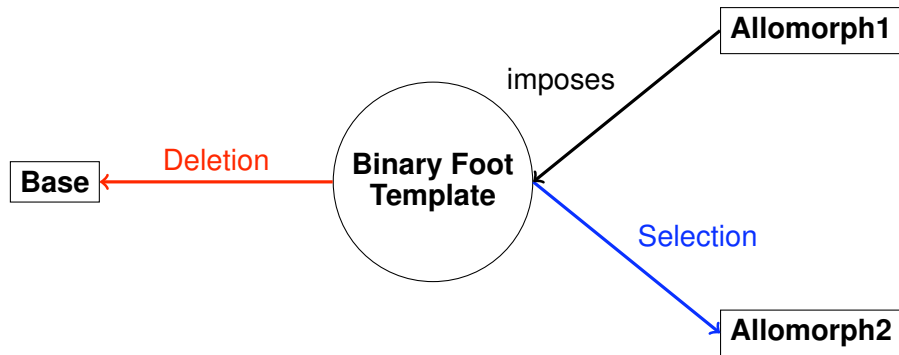 Allomorph1
imposes
Deletion
Binary Foot
Template
Base
Selection
Allomorph2